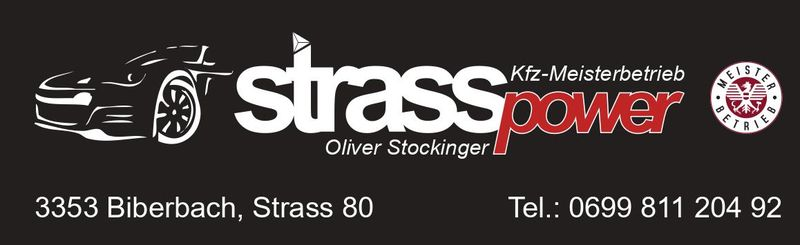 strasspower
Kfz-Meisterbetrieb
Oliver Stockinger
MEISTER
BETRIEB
3353 Biberbach, Strass 80
Tel.: 0699 811 204 92